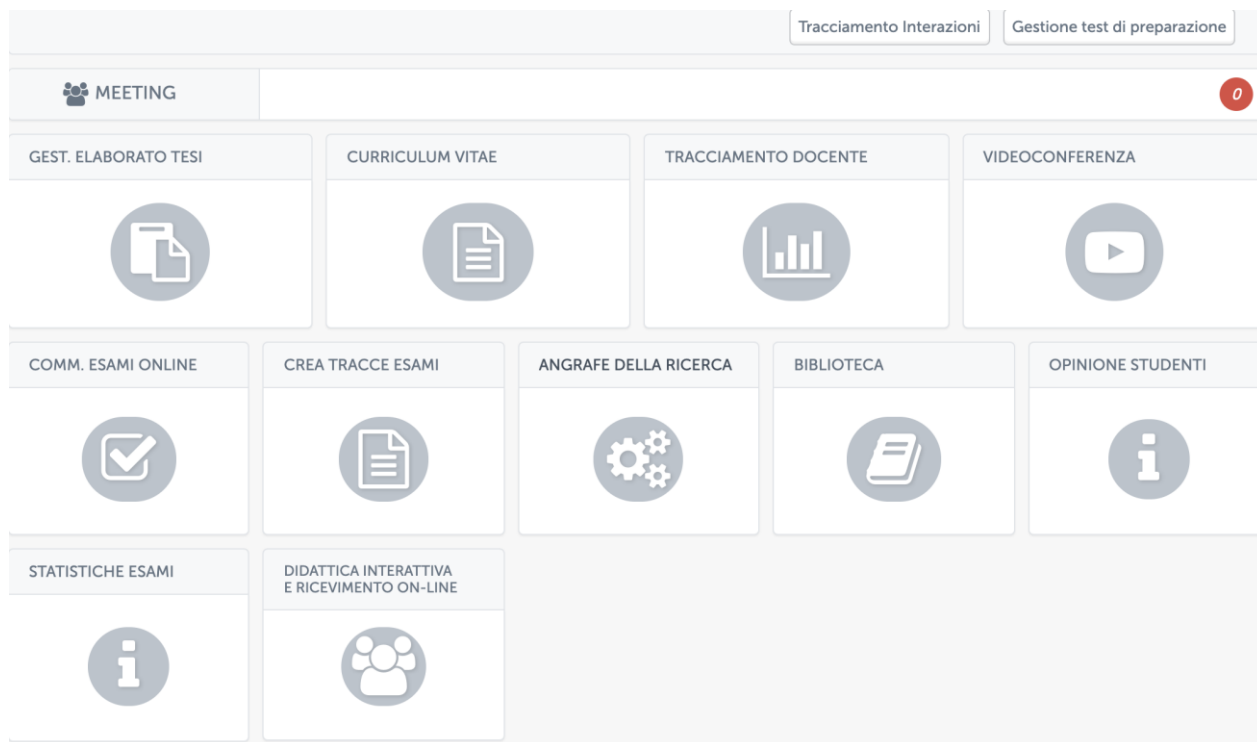 Tracciamento Interazioni
Gestione test di preparazione
MEETING
0
GEST. ELABORATO TESI
CURRICULUM VITAE
TRACCIAMENTO DOCENTE
VIDEOCONFERENZA
COMM. ESAMI ONLINE
CREA TRACCE ESAMI
ANGRAFE DELLA RICERCA
BIBLIOTECA
OPINIONE STUDENTI
STATISTICHE ESAMI
DIDATTICA INTERATTIVA
E RICEVIMENTO ON-LINE